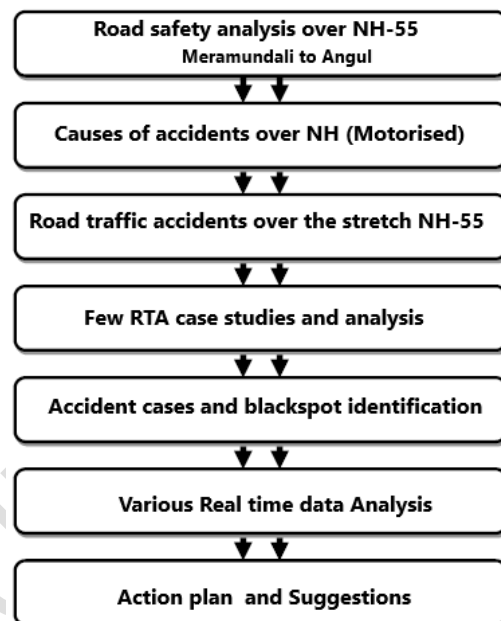 Road safety analysis over NH-55
Meramundali to Angul
Causes of accidents over NH (Motorised)
Road traffic accidents over the stretch NH-55
Few RTA case studies and analysis
Accident cases and blackspot identification
Various Real time data Analysis
Action plan and Suggestions